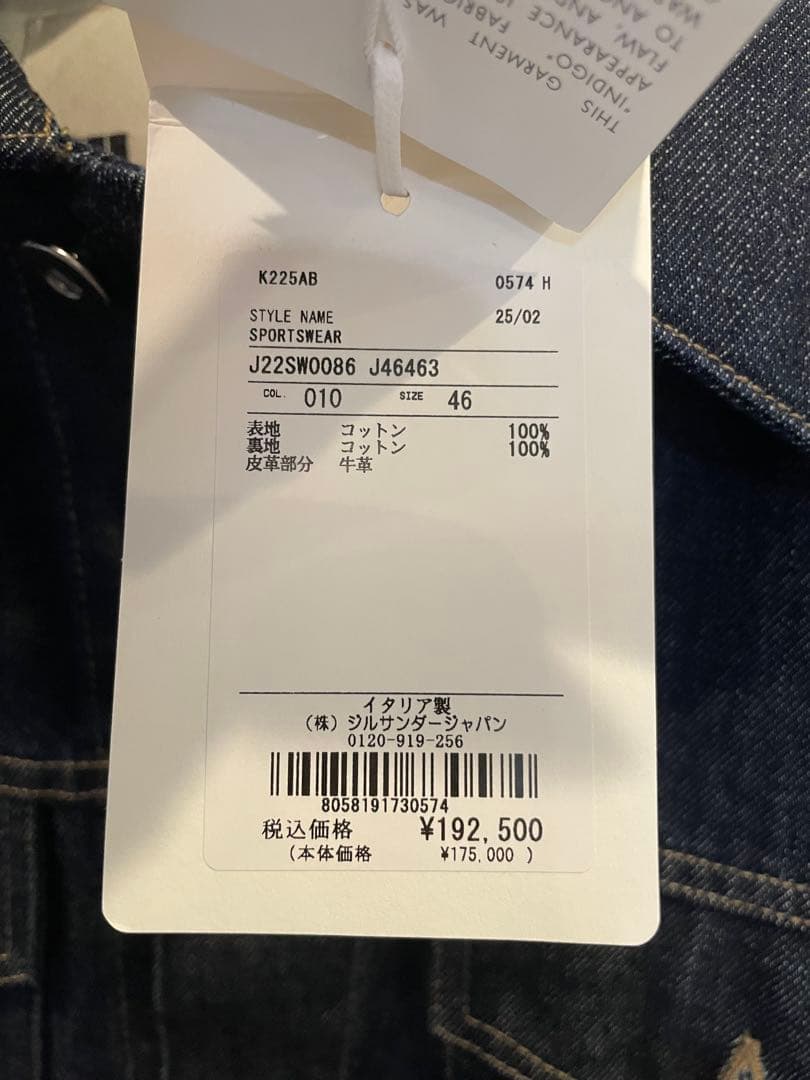 THIS GARMENT WAS
"INDIGO" FABRIC
APPEARANCE
FLAW, AND
TO AN
K225AB 0574 H
STYLE NAME 25/02
SPORTSWEAR
J22SW0086 J46463
COL. 010 SIZE 46
表地 コットン 100%
裏地 コットン 100%
皮革部分 牛革
イタリア製
(株) ジルサンダージャパン
0120-919-256
8058191730574
税込価格 ¥192,500
(本体価格 ¥175,000 )